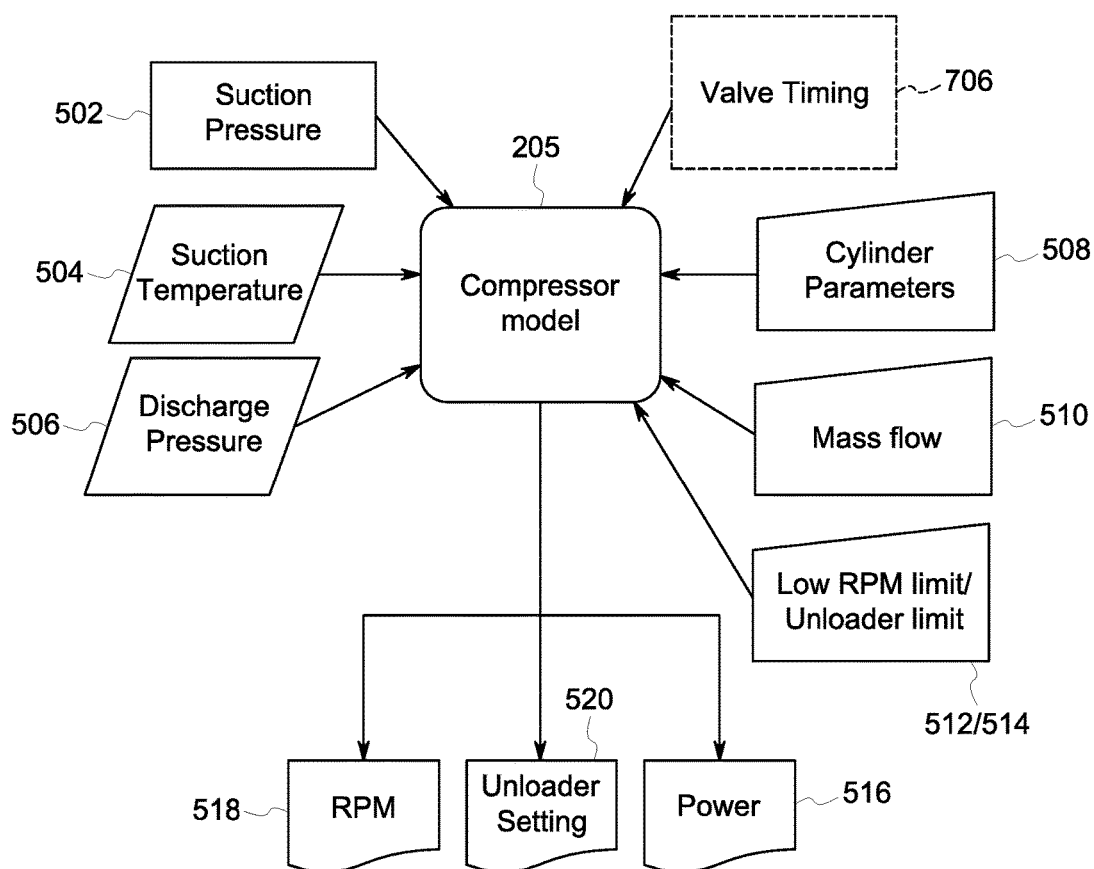 Suction
Pressure
502
Valve Timing
706
205
Suction
Temperature
504
Compressor
model
Cylinder
Parameters
508
Discharge
Pressure
506
Mass flow
510
Low RPM limit/
Unloader limit
512/514
520
RPM
518
Unloader
Setting
Power
516